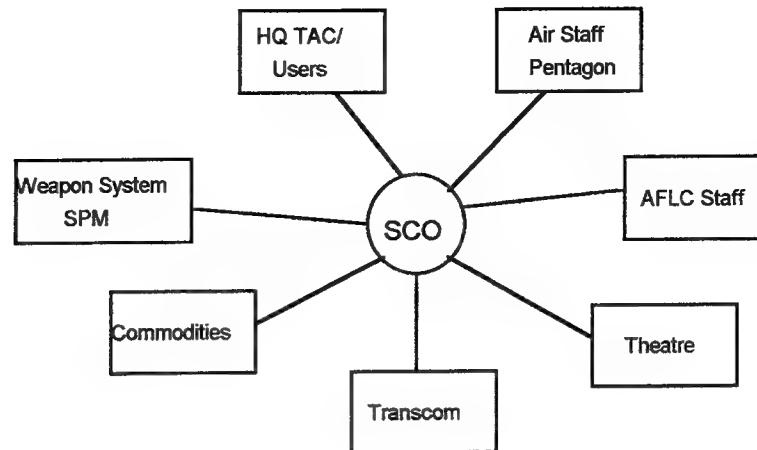 HQ TAC/
Users
Air Staff
Pentagon
Weapon System
SPM
AFLC Staff
SCO
Commodities
Theatre
Transcom